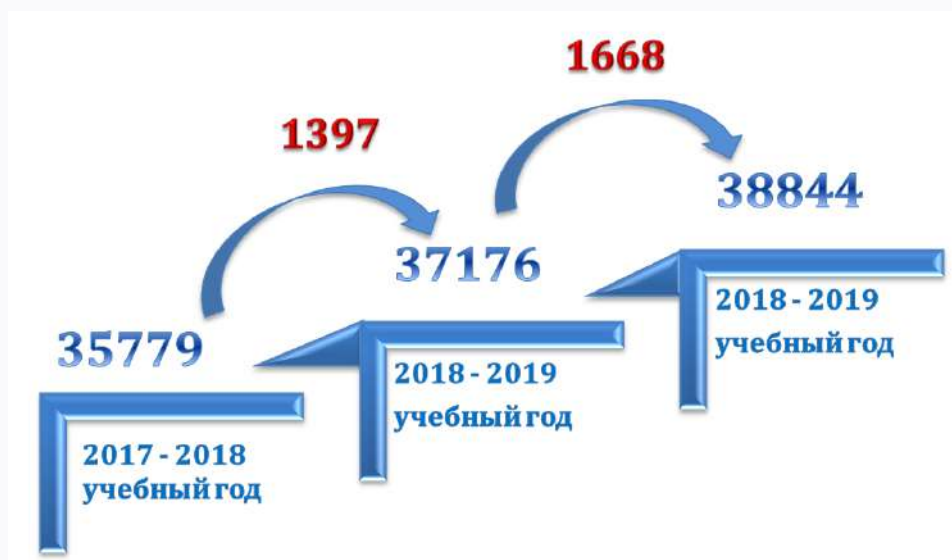 1668
1397
38844
37176
35779
2018 - 2019
учебный год
2018 - 2019
учебный год
2017 - 2018
учебный год